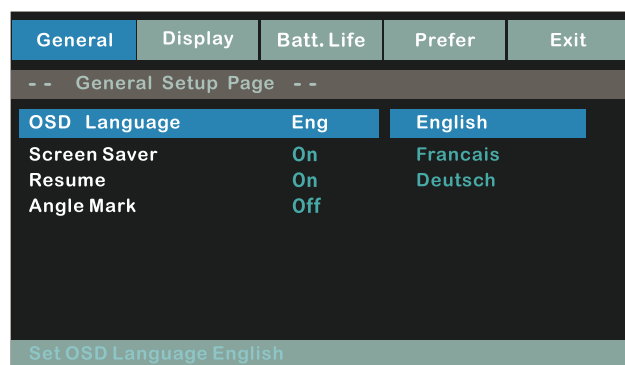 General Display Batt. Life Prefer Exit
-- General Setup Page --
OSD Language Eng English
Screen Saver On Francais
Resume On Deutsch
Angle Mark Off
Set OSD Language English